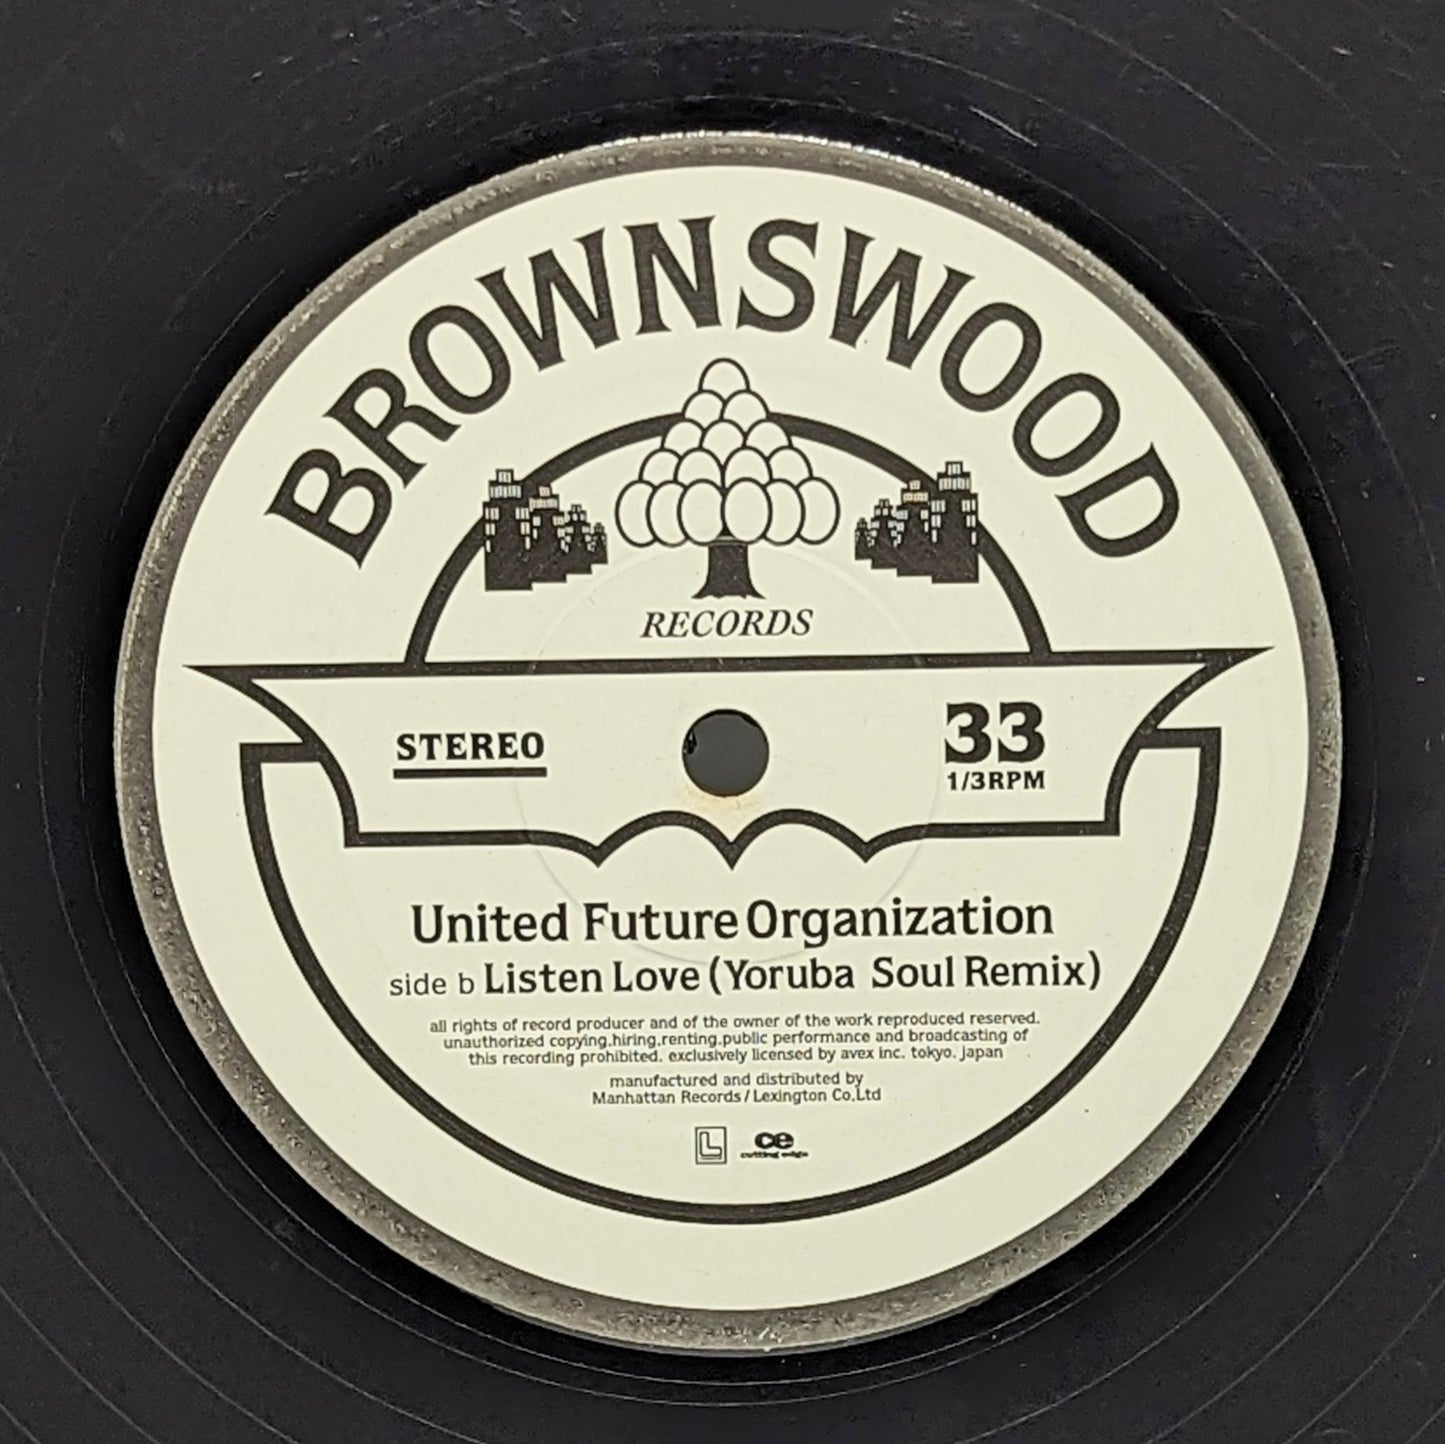 BROWNSWOOD
RECORDS
STEREO
33
1/3RPM
United Future Organization
side b Listen Love (Yoruba Soul Remix)
all rights of record producer and of the owner of the work reproduced reserved.
unauthorized copying.hiring.renting.public performance and broadcasting of
this recording prohibited. exclusively licensed by avex inc. tokyo. japan
manufactured and distributed by
Manhattan Records / Lexington Co.Ltd
L ce
cutting edge